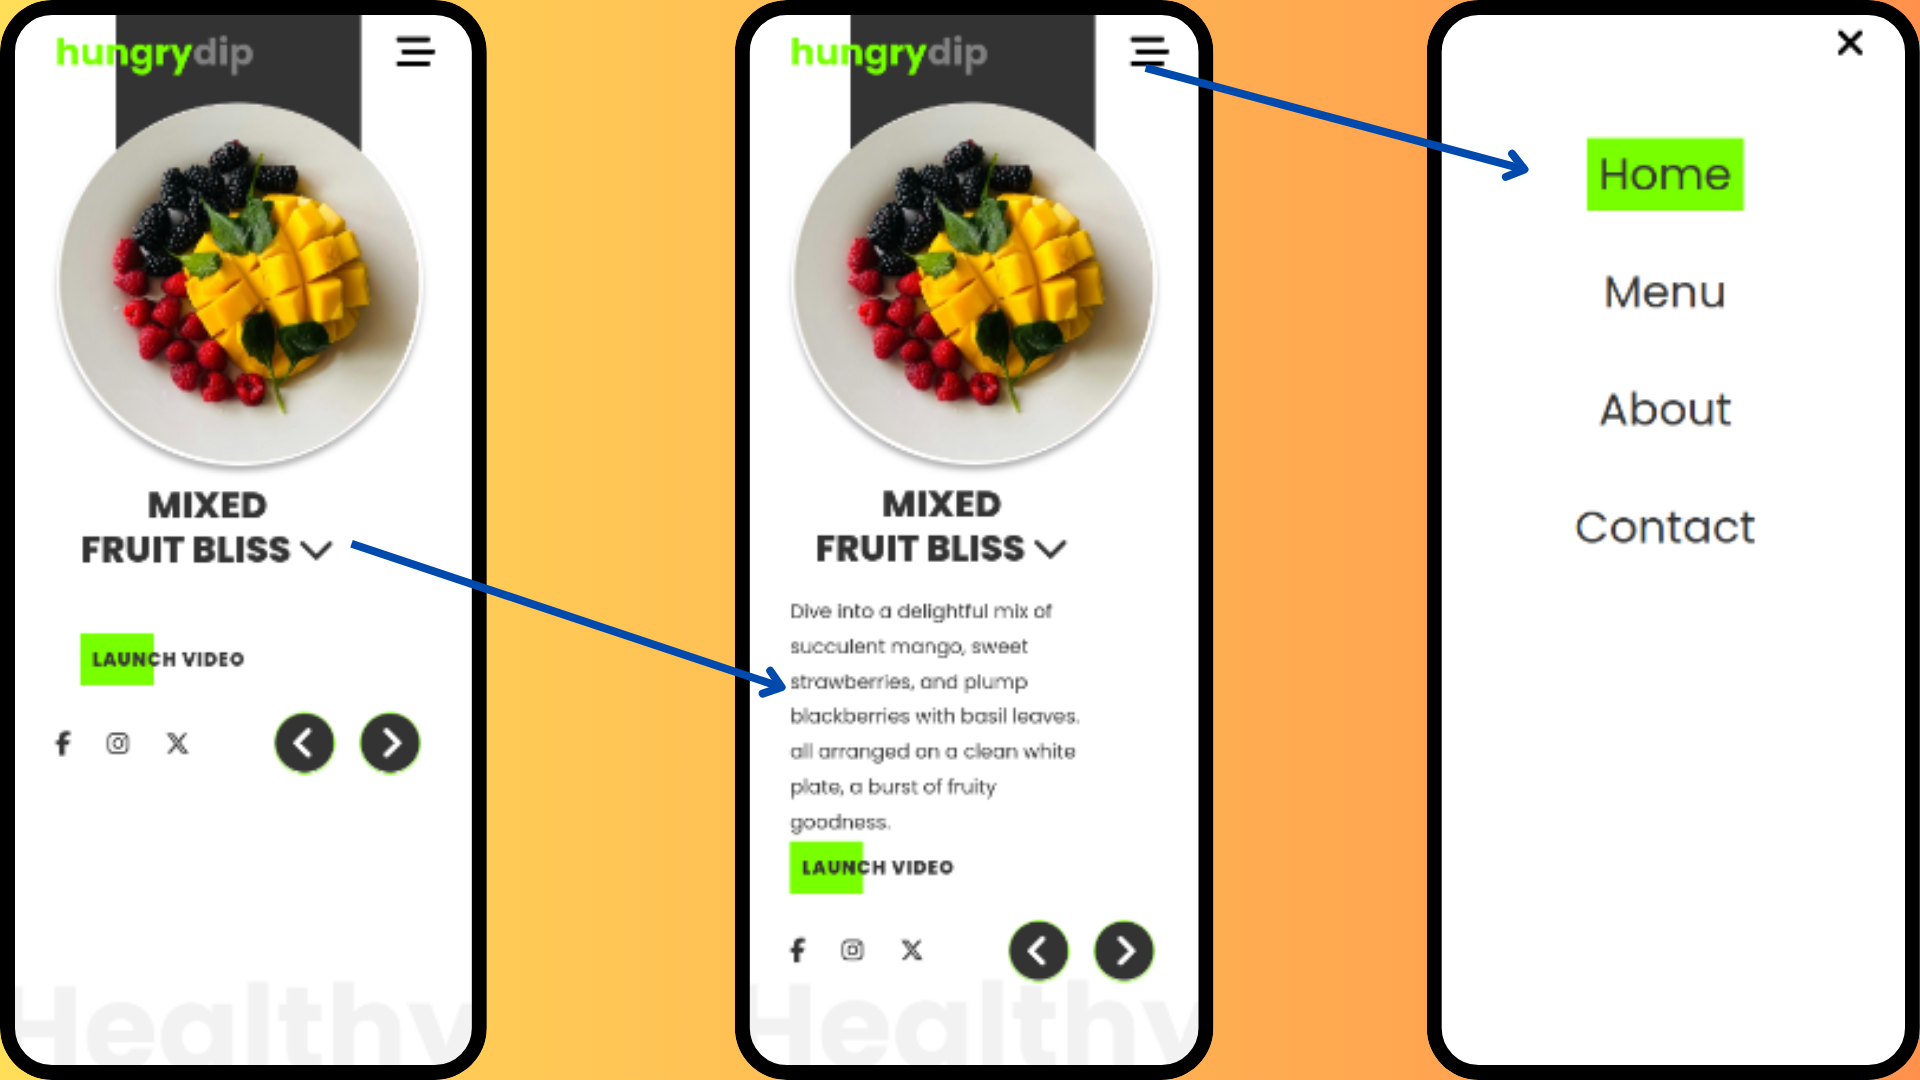 hungrydip
MIXED
FRUIT BLISS
LAUNCH VIDEO
Healthy
hungrydip
MIXED
FRUIT BLISS
Dive into a delightful mix of
succulent mango, sweet
strawberries, and plump
blackberries with basil leaves.
all arranged on a clean white
plate, a burst of fruity
goodness.
LAUNCH VIDEO
Healthy
Home
Menu
About
Contact